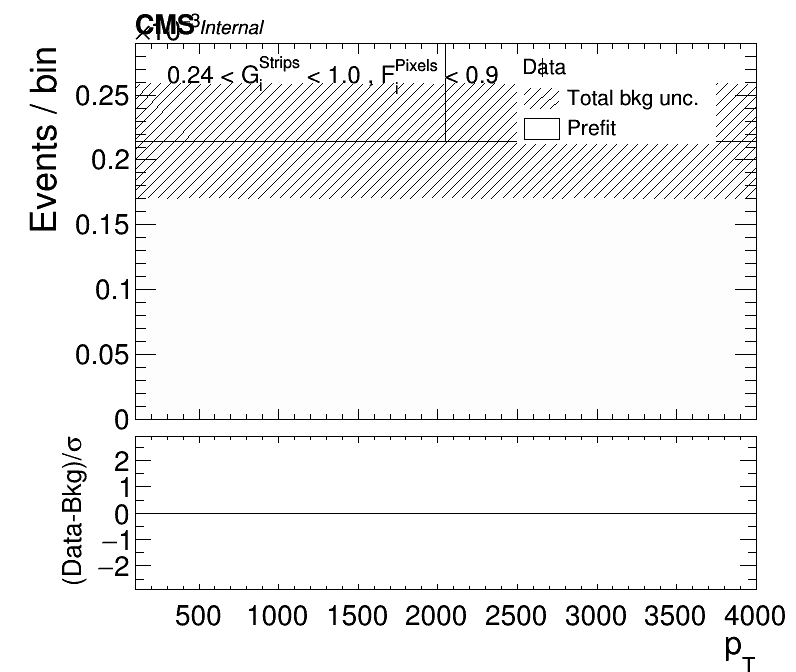 CMS Internal
×10³
0.24 < G_i^Strips < 1.0 , F_i^Pixels < 0.9
Data
Total bkg unc.
Prefit
Events / bin
0.25
0.2
0.15
0.1
0.05
0
(Data-Bkg)/σ
2
1
0
−1
−2
500 1000 1500 2000 2500 3000 3500 4000
p_T